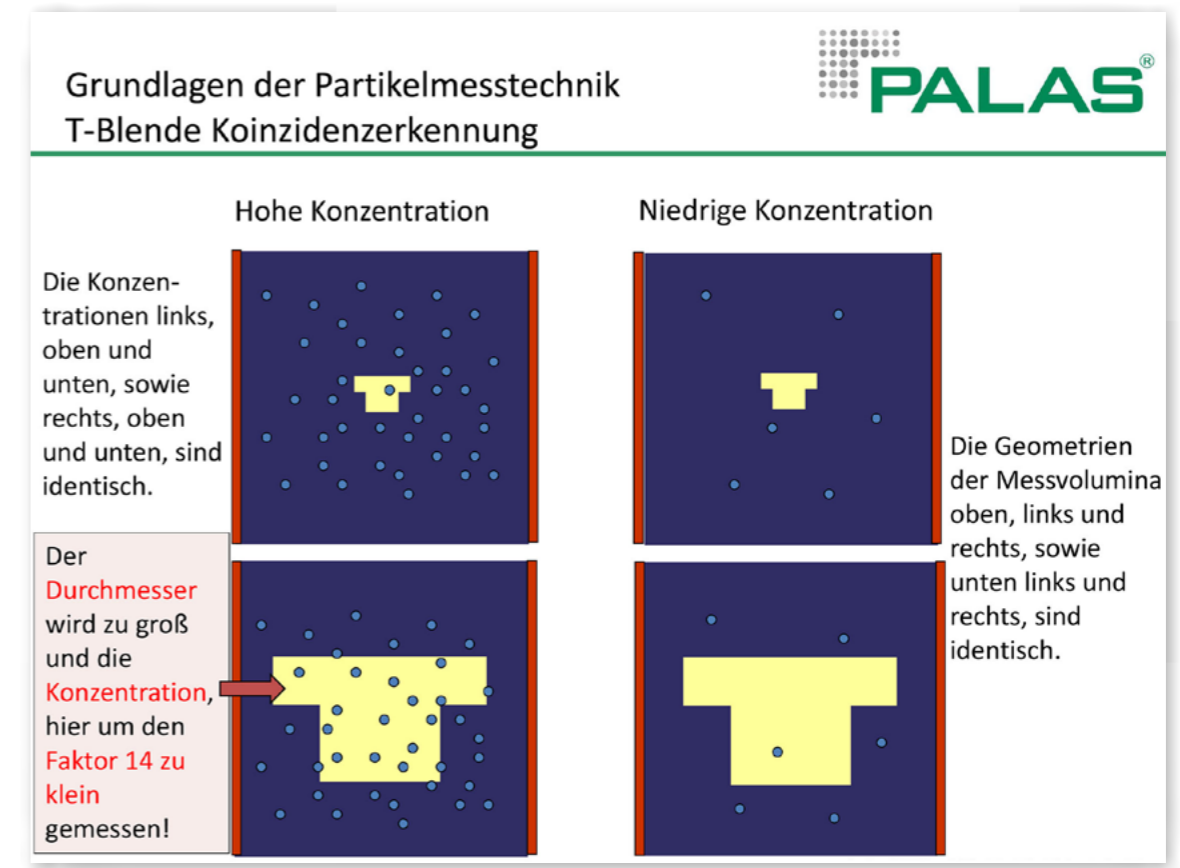 Grundlagen der Partikelmesstechnik
T-Blende Koinzidenzerkennung
PALAS®
Hohe Konzentration
Niedrige Konzentration
Die Konzen-
trationen links,
oben und
unten, sowie
rechts, oben
und unten, sind
identisch.
Der
Durchmesser
wird zu groß
und die
Konzentration,
hier um den
Faktor 14 zu
klein
gemessen!
Die Geometrien
der Messvolumina
oben, links und
rechts, sowie
unten links und
rechts, sind
identisch.